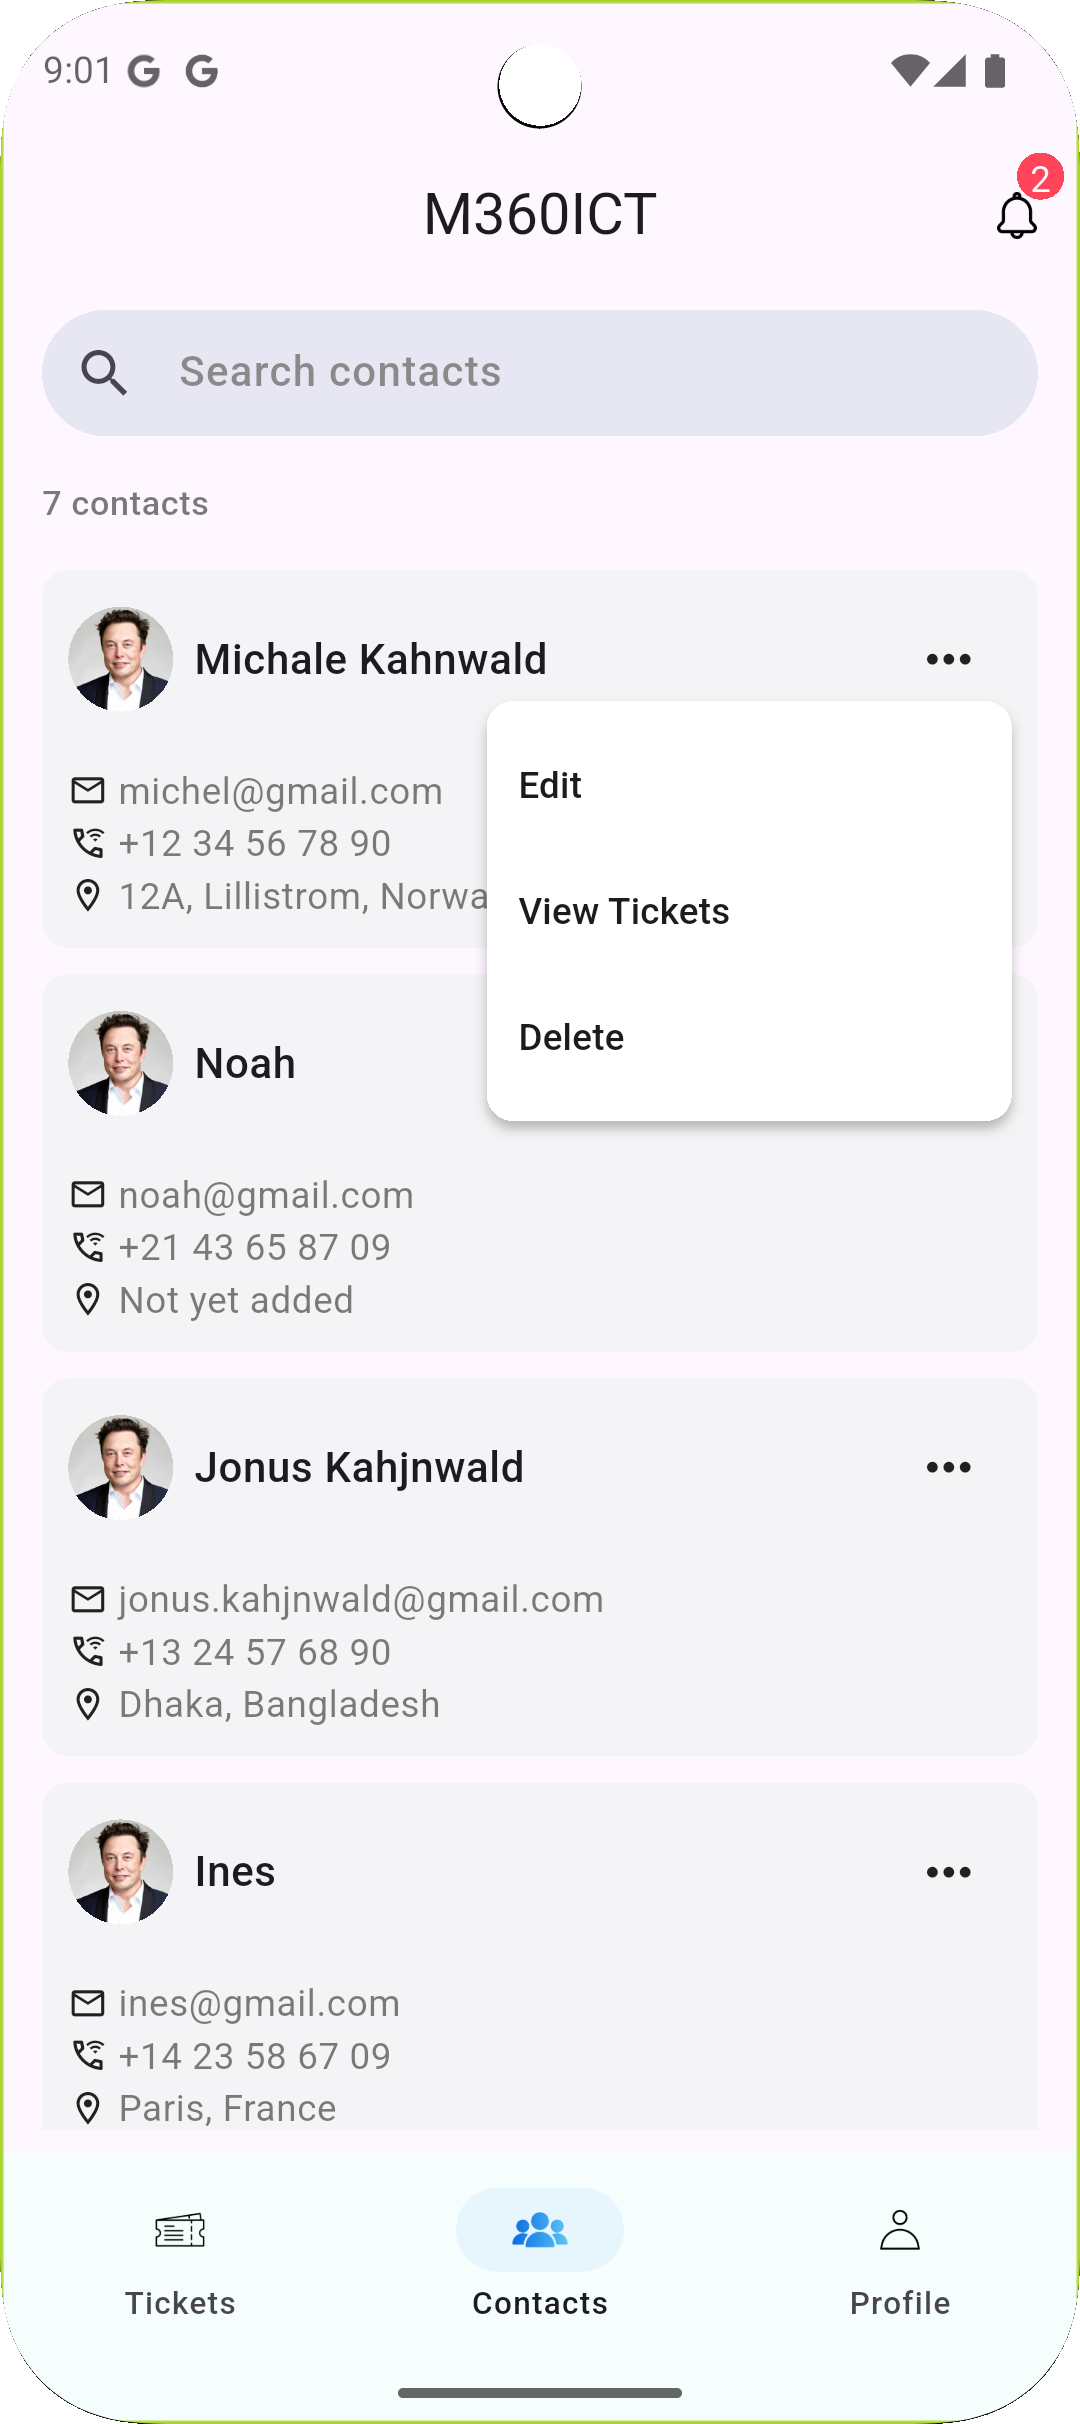 9:01
M360ICT
2
Search contacts
7 contacts
Michale Kahnwald
michel@gmail.com
+12 34 56 78 90
12A, Lillistrom, Norwa
Edit
View Tickets
Delete
Noah
noah@gmail.com
+21 43 65 87 09
Not yet added
Jonus Kahjnwald
jonus.kahjnwald@gmail.com
+13 24 57 68 90
Dhaka, Bangladesh
Ines
ines@gmail.com
+14 23 58 67 09
Paris, France
Tickets
Contacts
Profile